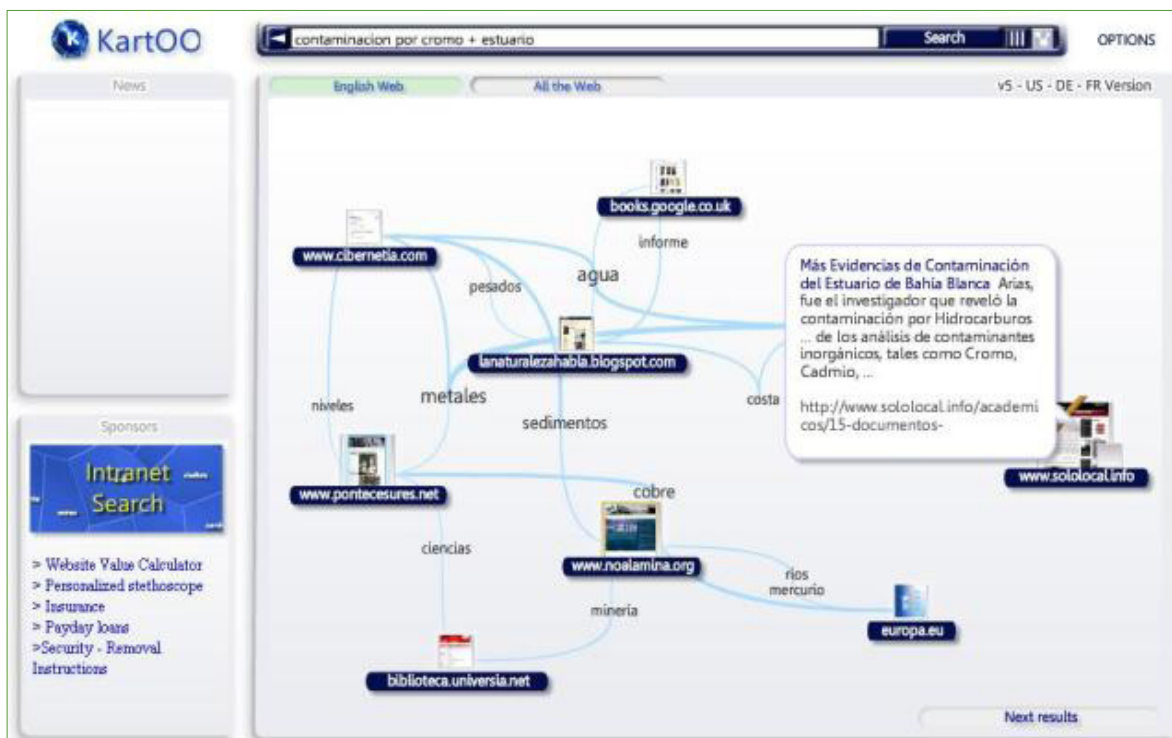 KartOO
contaminacion por cromo + estuario
Search
OPTIONS
News
English Web
All the Web
v5 - US - DE - FR Version
books.google.co.uk
informe
www.cibernetia.com
agua
pesados
Más Evidencias de Contaminación
del Estuario de Bahía Blanca Arias,
fue el investigador que reveló la
contaminación por Hidrocarburos
... de los análisis de contaminantes
inorgánicos, tales como Cromo,
Cadmio, ...
http://www.sololocal.info/academi
cos/15-documentos-
lanaturalezahabla.blogspot.com
niveles
metales
costa
sedimentos
www.sololocal.info
www.pontecesures.net
cobre
ciencias
www.noalamina.org
rios
mercurio
minería
europa.eu
biblioteca.universia.net
Next results
Sponsors
Intranet
Search
> Website Value Calculator
> Personalized stethoscope
> Insurance
> Payday loans
>Security - Removal
Instructions